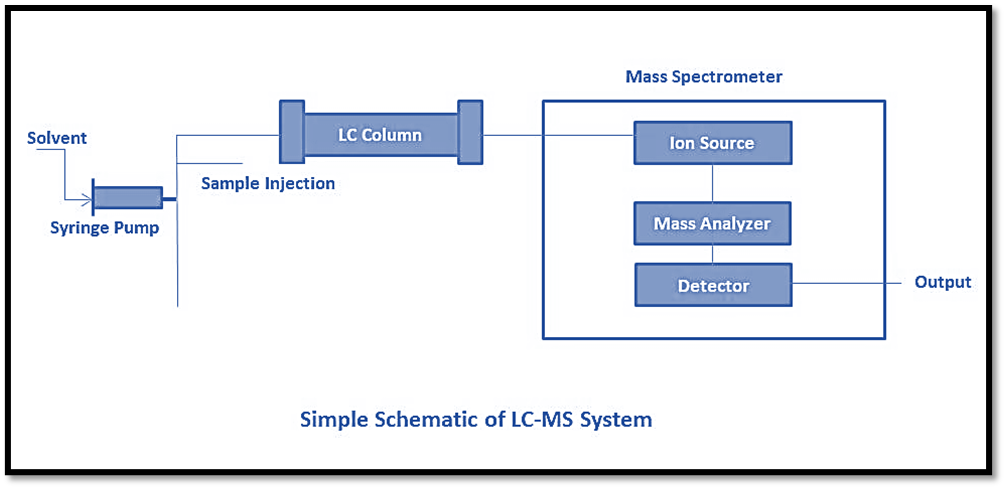 Mass Spectrometer
Solvent
LC Column
Ion Source
Sample Injection
Syringe Pump
Mass Analyzer
Detector
Output
Simple Schematic of LC-MS System